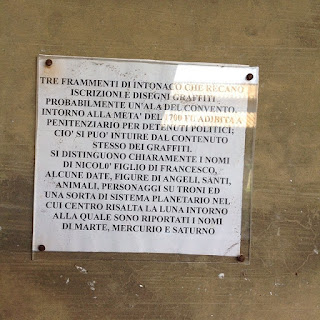 TRE FRAMMENTI DI INTONACO CHE RECANO
ISCRIZIONI E DISEGNI GRAFFITI.
PROBABILMENTE UN'ALA DEL CONVENTO,
INTORNO ALLA META' DEL 1700 FU ADIBITA A
PENITENZIARIO PER DETENUTI POLITICI;
CIO' SI PUO' INTUIRE DAL CONTENUTO
STESSO DEI GRAFFITI.
SI DISTINGUONO CHIARAMENTE I NOMI
DI NICOLO' FIGLIO DI FRANCESCO,
ALCUNE DATE, FIGURE DI ANGELI, SANTI,
ANIMALI, PERSONAGGI SU TRONI ED
UNA SORTA DI SISTEMA PLANETARIO NEL
CUI CENTRO RISALTA LA LUNA INTORNO
ALLA QUALE SONO RIPORTATI I NOMI
DI MARTE, MERCURIO E SATURNO